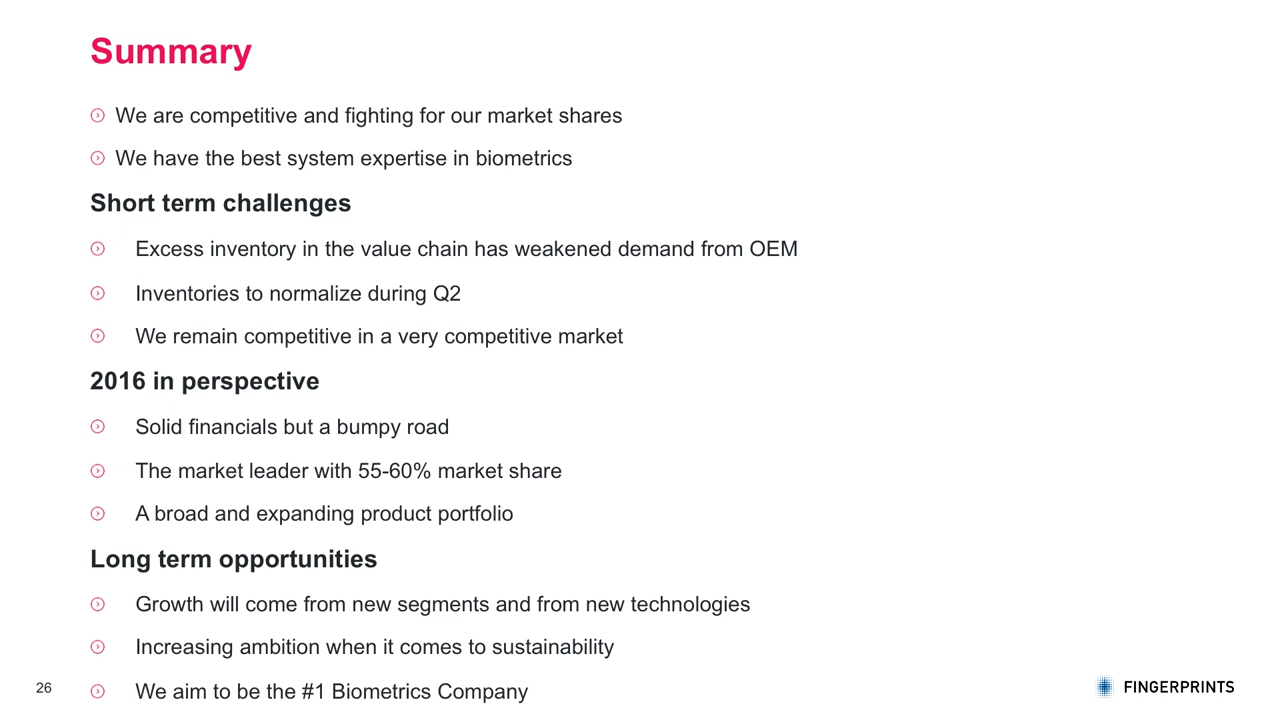 Summary
We are competitive and fighting for our market shares
We have the best system expertise in biometrics
Short term challenges
Excess inventory in the value chain has weakened demand from OEM
Inventories to normalize during Q2
We remain competitive in a very competitive market
2016 in perspective
Solid financials but a bumpy road
The market leader with 55-60% market share
A broad and expanding product portfolio
Long term opportunities
Growth will come from new segments and from new technologies
Increasing ambition when it comes to sustainability
We aim to be the #1 Biometrics Company
26
FINGERPRINTS